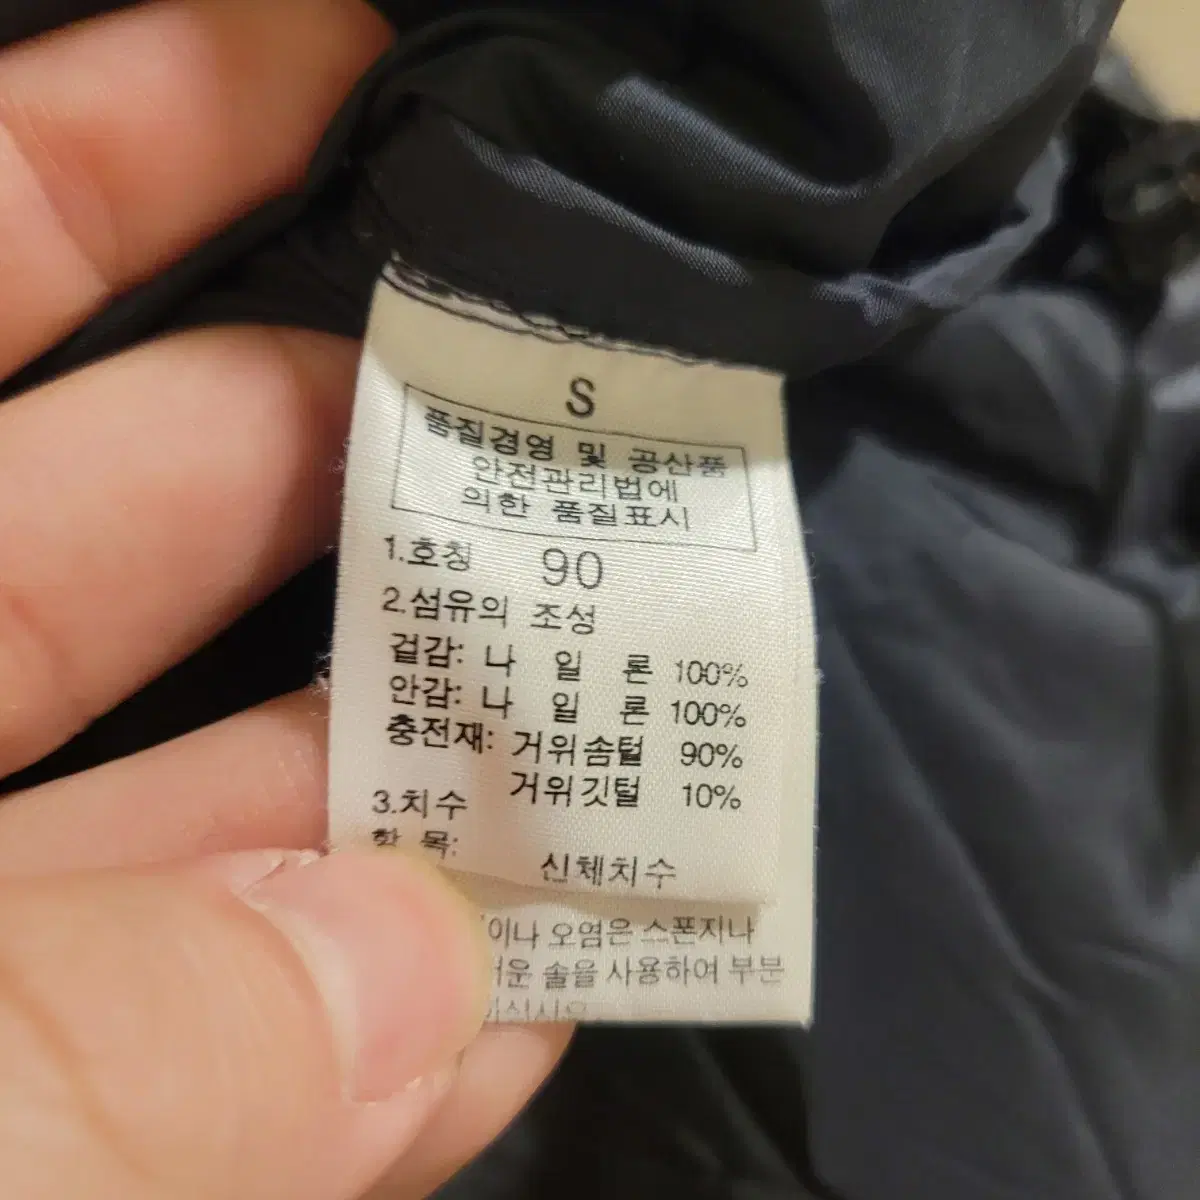 S
품질경영 및 공산품
안전관리법에
의한 품질표시
1.호칭 90
2.섬유의 조성
겉감: 나 일 론 100%
안감: 나 일 론 100%
충전재: 거위솜털 90%
거위깃털 10%
3.치수
항 목:
신체치수
이나 오염은 스폰지나
솔을 사용하여 부분